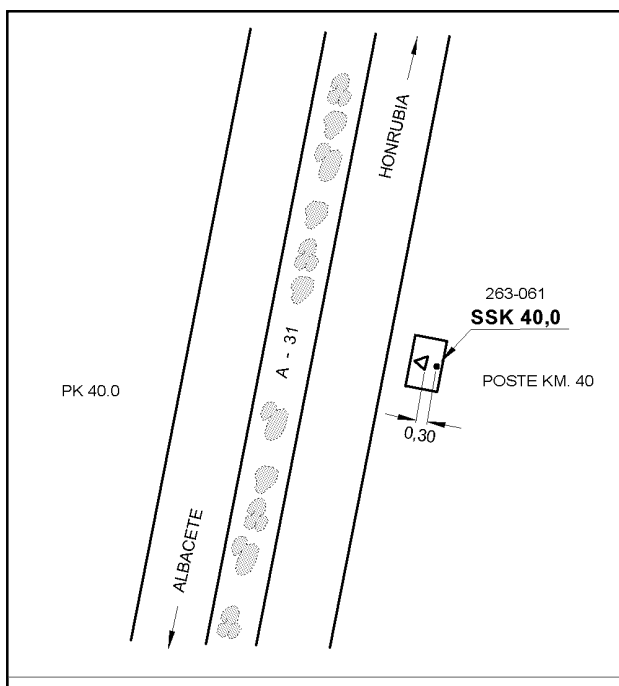 HONRUBIA
263-061
SSK 40,0
A - 31
PK 40.0
POSTE KM. 40
0,30
ALBACETE